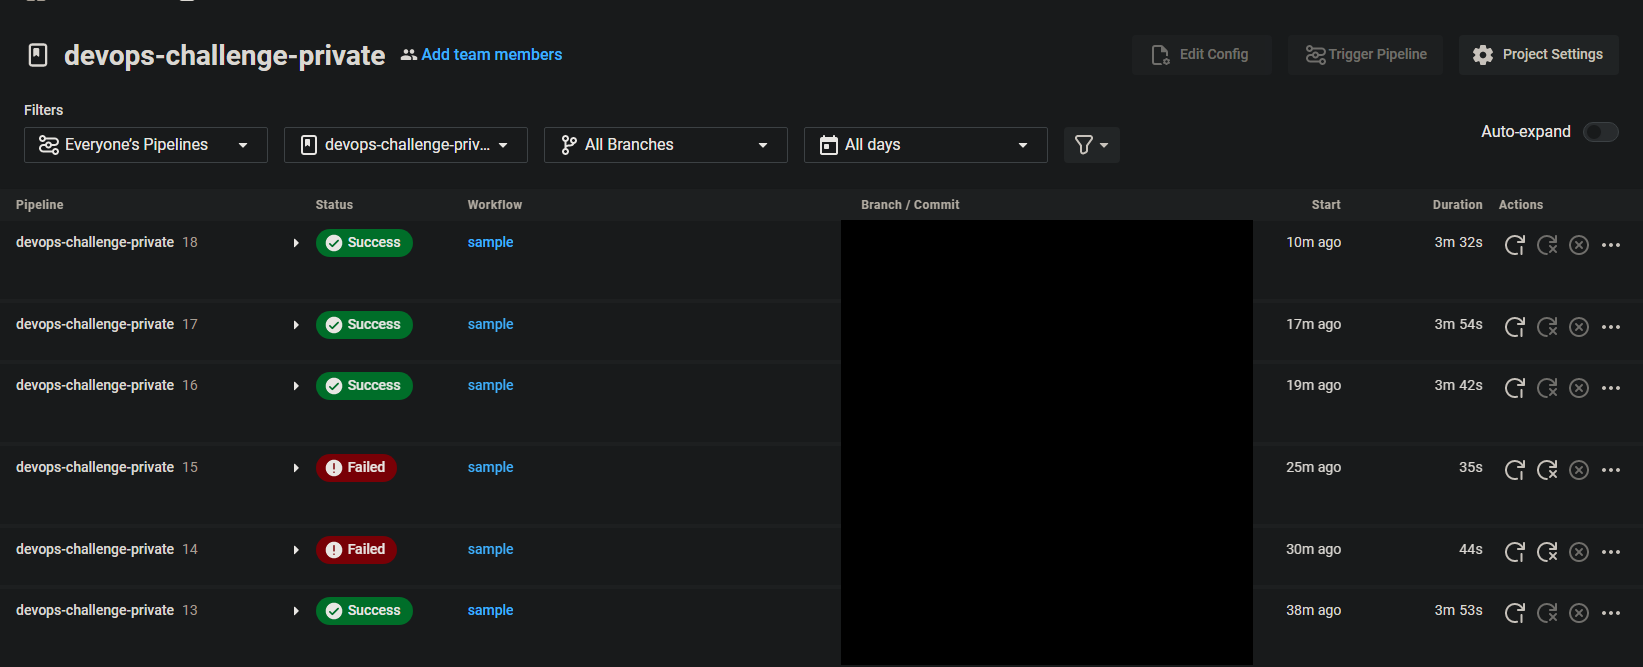 devops-challenge-private Add team members Edit Config Trigger Pipeline Project Settings
Filters
Everyone's Pipelines devops-challenge-priv... All Branches All days Auto-expand
Pipeline Status Workflow Branch / Commit Start Duration Actions
devops-challenge-private 18 Success sample 10m ago 3m 32s
devops-challenge-private 17 Success sample 17m ago 3m 54s
devops-challenge-private 16 Success sample 19m ago 3m 42s
devops-challenge-private 15 Failed sample 25m ago 35s
devops-challenge-private 14 Failed sample 30m ago 44s
devops-challenge-private 13 Success sample 38m ago 3m 53s